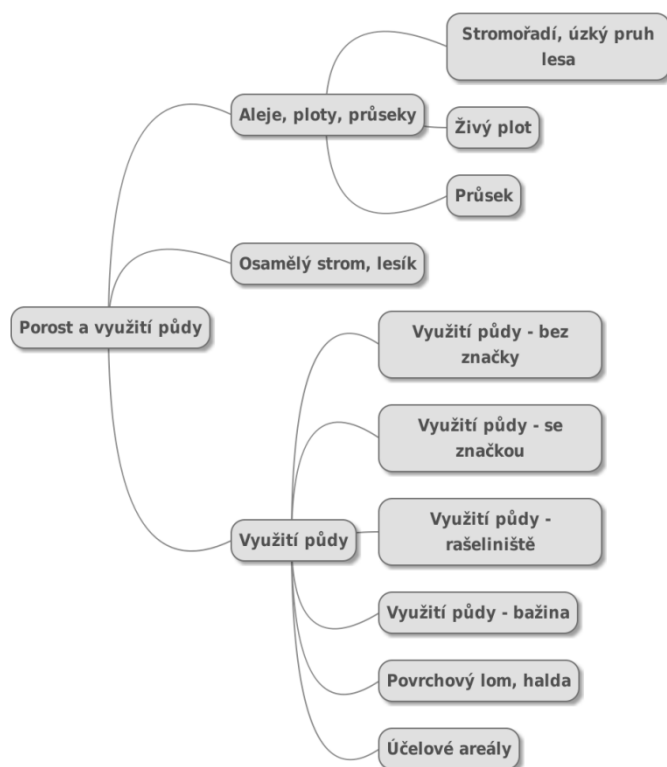 Stromořadí, úzký pruh
lesa
Aleje, ploty, průseky
Živý plot
Průsek
Osamělý strom, lesík
Porost a využití půdy
Využití půdy - bez
značky
Využití půdy - se
značkou
Využití půdy
Využití půdy -
rašeliniště
Využití půdy - bažina
Povrchový lom, halda
Účelové areály